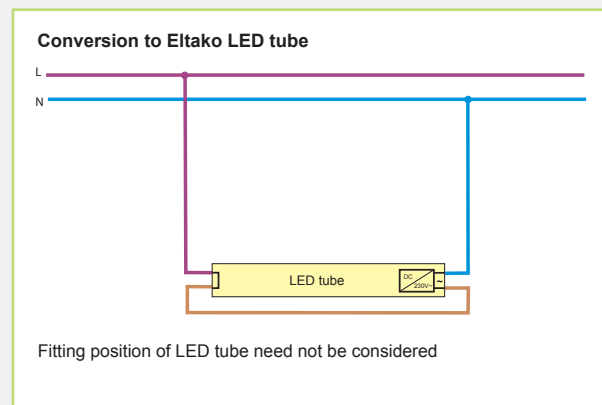 Conversion to Eltako LED tube
L
N
LED tube
DC
230V~
~
Fitting position of LED tube need not be considered